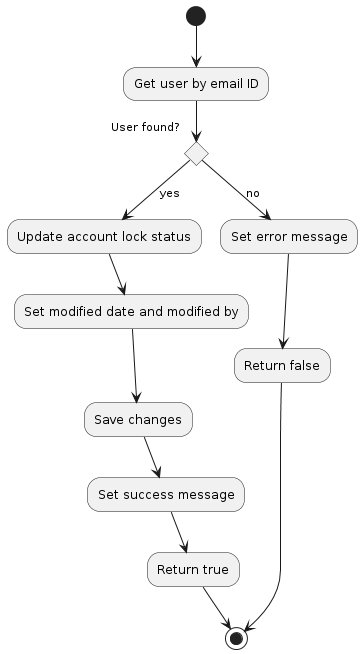 Get user by email ID
User found?
yes
no
Update account lock status
Set error message
Set modified date and modified by
Return false
Save changes
Set success message
Return true